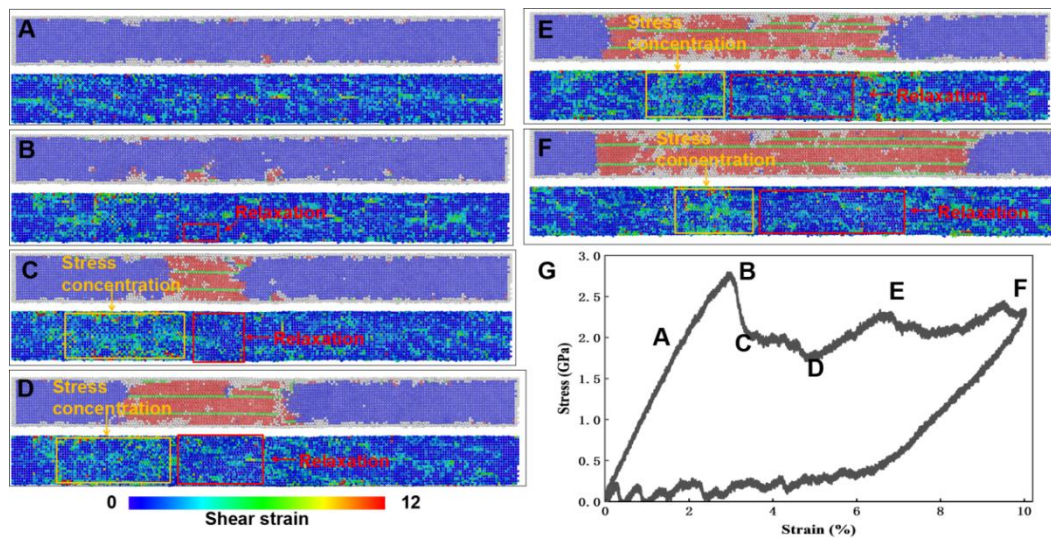 A
B
Relaxation
C
Stress
concentration
Relaxation
D
Stress
concentration
Relaxation
0
12
Shear strain
E
Stress
concentration
Relaxation
F
Stress
concentration
Relaxation
G
3.0
2.5
2.0
1.5
1.0
0.5
0.0
Stress (GPa)
A
B
C
D
E
F
0 2 4 6 8 10
Strain (%)